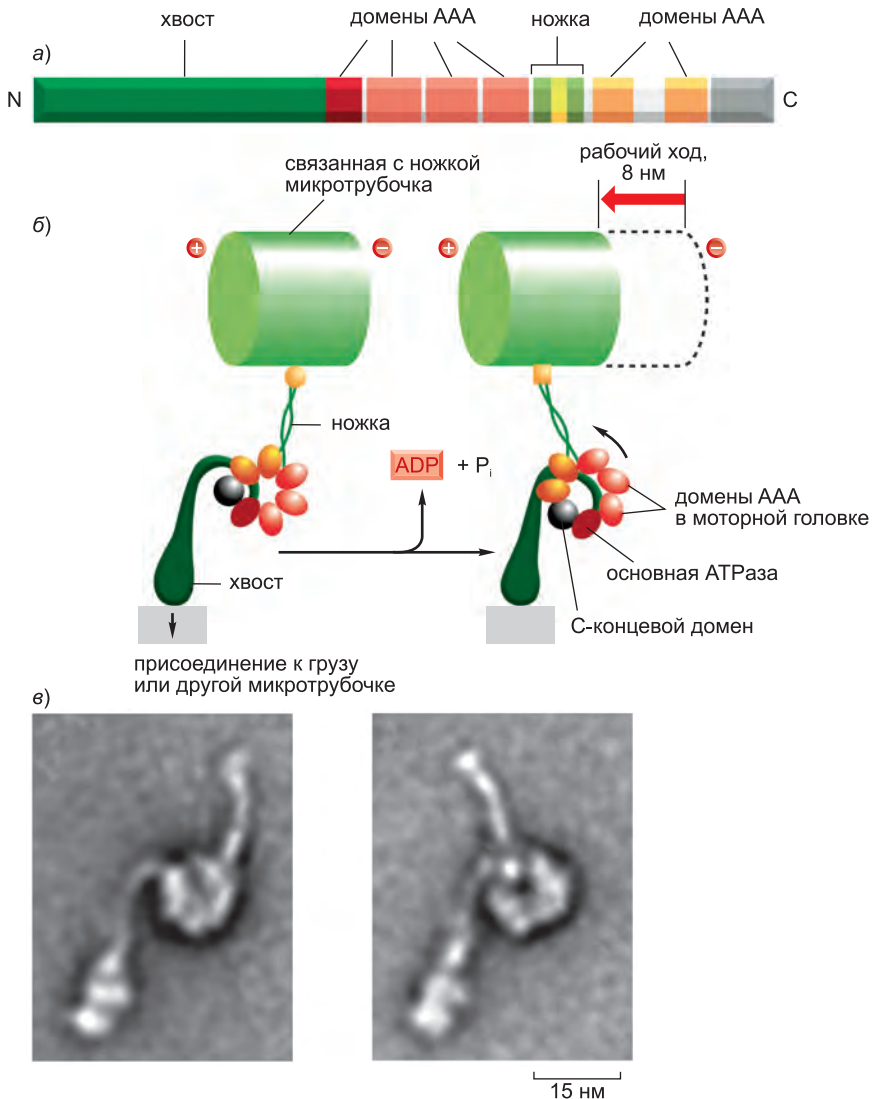 хвост
домены ААА
ножка
домены ААА
а)
N
C
связанная с ножкой
микротрубочка
рабочий ход,
8 нм
б)
+
−
+
−
ножка
ADP + Pi
домены ААА
в моторной головке
хвост
основная АТРаза
С-концевой домен
присоединение к грузу
или другой микротрубочке
в)
15 нм